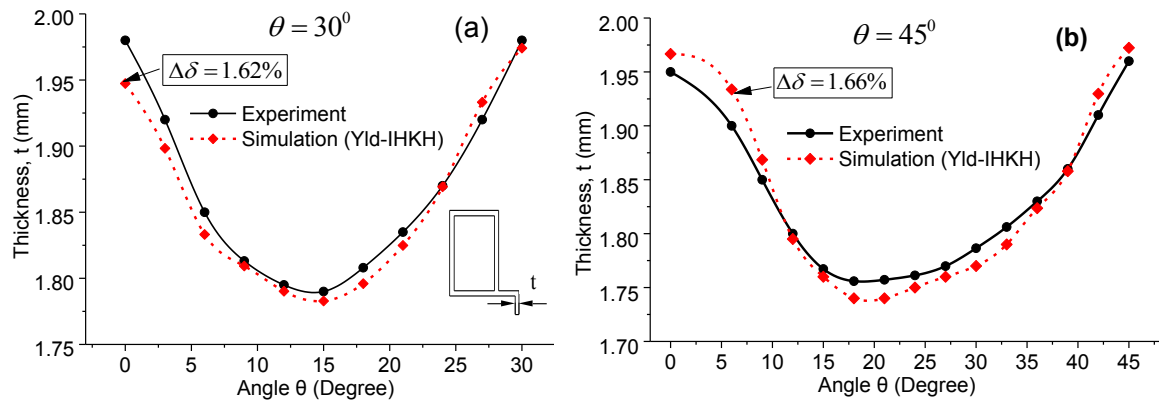 θ = 30⁰
(a)
Δδ = 1.62%
Experiment
Simulation (Yld-IHKH)
t
Thickness, t (mm)
2.00
1.95
1.90
1.85
1.80
1.75
0 5 10 15 20 25 30
Angle θ (Degree)
θ = 45⁰
(b)
Δδ = 1.66%
Experiment
Simulation (Yld-IHKH)
Thickness, t (mm)
2.00
1.95
1.90
1.85
1.80
1.75
1.70
0 5 10 15 20 25 30 35 40 45
Angle θ (Degree)